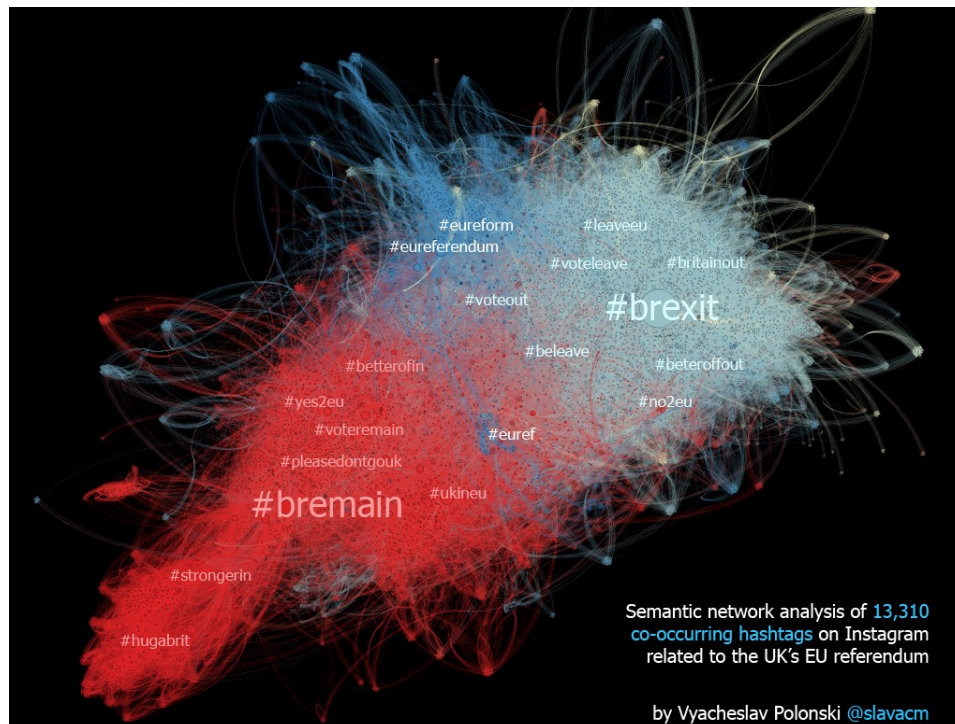 #eureform
#leaveeu
#eureferendum
#voteleave
#britainout
#voteout
#brexit
#beleave
#betterofin
#beteroffout
#yes2eu
#no2eu
#voteremain
#euref
#pleasedontgouk
#bremain
#ukineu
#strongerin
#hugabrit
Semantic network analysis of 13,310
co-occurring hashtags on Instagram
related to the UK's EU referendum
by Vyacheslav Polonski @slavacm